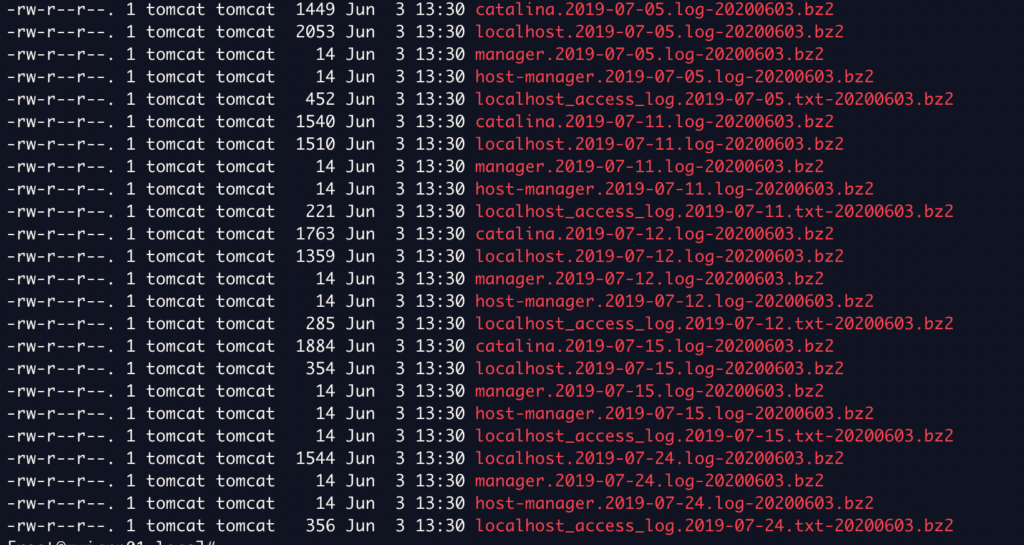 -rw-r--r--. 1 tomcat tomcat  1449 Jun  3 13:30 catalina.2019-07-05.log-20200603.bz2
-rw-r--r--. 1 tomcat tomcat  2053 Jun  3 13:30 localhost.2019-07-05.log-20200603.bz2
-rw-r--r--. 1 tomcat tomcat    14 Jun  3 13:30 manager.2019-07-05.log-20200603.bz2
-rw-r--r--. 1 tomcat tomcat    14 Jun  3 13:30 host-manager.2019-07-05.log-20200603.bz2
-rw-r--r--. 1 tomcat tomcat   452 Jun  3 13:30 localhost_access_log.2019-07-05.txt-20200603.bz2
-rw-r--r--. 1 tomcat tomcat  1540 Jun  3 13:30 catalina.2019-07-11.log-20200603.bz2
-rw-r--r--. 1 tomcat tomcat  1510 Jun  3 13:30 localhost.2019-07-11.log-20200603.bz2
-rw-r--r--. 1 tomcat tomcat    14 Jun  3 13:30 manager.2019-07-11.log-20200603.bz2
-rw-r--r--. 1 tomcat tomcat    14 Jun  3 13:30 host-manager.2019-07-11.log-20200603.bz2
-rw-r--r--. 1 tomcat tomcat   221 Jun  3 13:30 localhost_access_log.2019-07-11.txt-20200603.bz2
-rw-r--r--. 1 tomcat tomcat  1763 Jun  3 13:30 catalina.2019-07-12.log-20200603.bz2
-rw-r--r--. 1 tomcat tomcat  1359 Jun  3 13:30 localhost.2019-07-12.log-20200603.bz2
-rw-r--r--. 1 tomcat tomcat    14 Jun  3 13:30 manager.2019-07-12.log-20200603.bz2
-rw-r--r--. 1 tomcat tomcat    14 Jun  3 13:30 host-manager.2019-07-12.log-20200603.bz2
-rw-r--r--. 1 tomcat tomcat   285 Jun  3 13:30 localhost_access_log.2019-07-12.txt-20200603.bz2
-rw-r--r--. 1 tomcat tomcat  1884 Jun  3 13:30 catalina.2019-07-15.log-20200603.bz2
-rw-r--r--. 1 tomcat tomcat   354 Jun  3 13:30 localhost.2019-07-15.log-20200603.bz2
-rw-r--r--. 1 tomcat tomcat    14 Jun  3 13:30 manager.2019-07-15.log-20200603.bz2
-rw-r--r--. 1 tomcat tomcat    14 Jun  3 13:30 host-manager.2019-07-15.log-20200603.bz2
-rw-r--r--. 1 tomcat tomcat    14 Jun  3 13:30 localhost_access_log.2019-07-15.txt-20200603.bz2
-rw-r--r--. 1 tomcat tomcat  1544 Jun  3 13:30 localhost.2019-07-24.log-20200603.bz2
-rw-r--r--. 1 tomcat tomcat    14 Jun  3 13:30 manager.2019-07-24.log-20200603.bz2
-rw-r--r--. 1 tomcat tomcat    14 Jun  3 13:30 host-manager.2019-07-24.log-20200603.bz2
-rw-r--r--. 1 tomcat tomcat   356 Jun  3 13:30 localhost_access_log.2019-07-24.txt-20200603.bz2